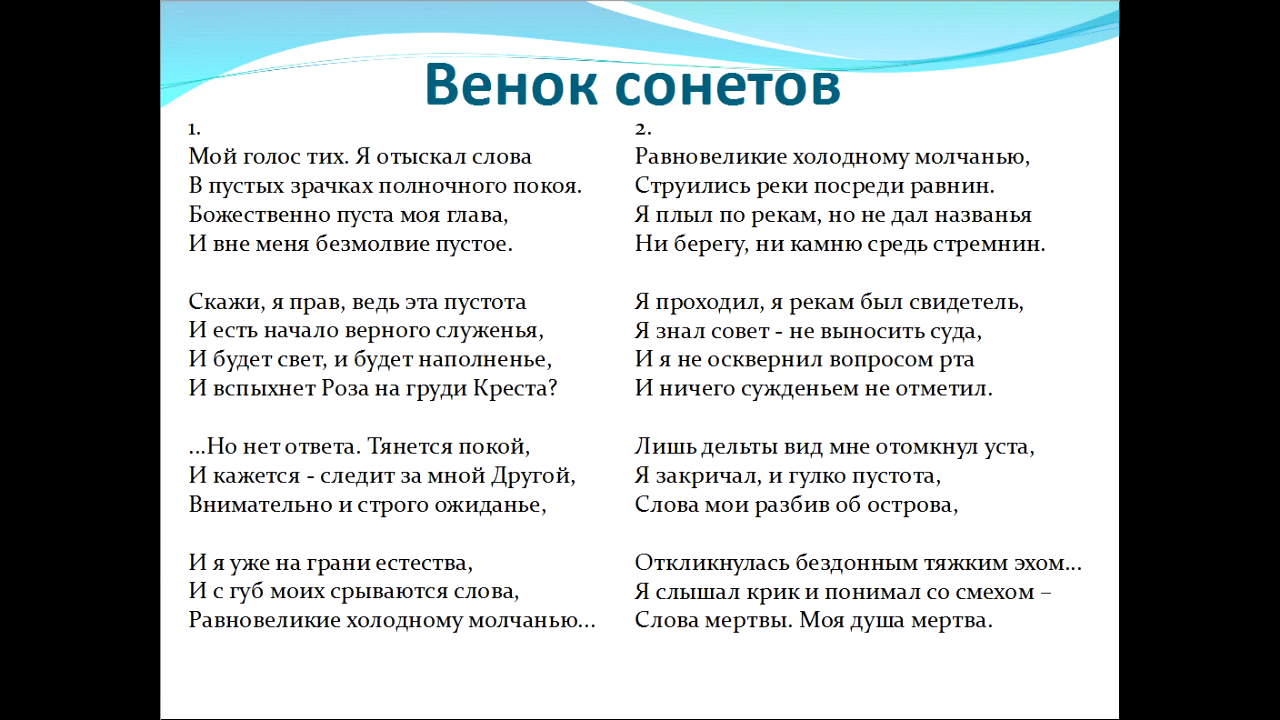 Венок сонетов
1.
Мой голос тих. Я отыскал слова
В пустых зрачках полночного покоя.
Божественно пуста моя глава,
И вне меня безмолвие пустое.
Скажи, я прав, ведь эта пустота
И есть начало верного служенья,
И будет свет, и будет наполненье,
И вспыхнет Роза на груди Креста?
...Но нет ответа. Тянется покой,
И кажется - следит за мной Другой,
Внимательно и строго ожиданье,
И я уже на грани естества,
И с губ моих срываются слова,
Равновеликие холодному молчанью...
2.
Равновеликие холодному молчанью,
Струились реки посреди равнин.
Я плыл по рекам, но не дал названья
Ни берегу, ни камню средь стремнин.
Я проходил, я рекам был свидетель,
Я знал совет - не выносить суда,
И я не осквернил вопросом рта
И ничего сужденьем не отметил.
Лишь дельты вид мне отомкнул уста,
Я закричал, и гулко пустота,
Слова мои разбив об острова,
Откликнулась бездонным тяжким эхом...
Я слышал крик и понимал со смехом –
Слова мертвы. Моя душа мертва.